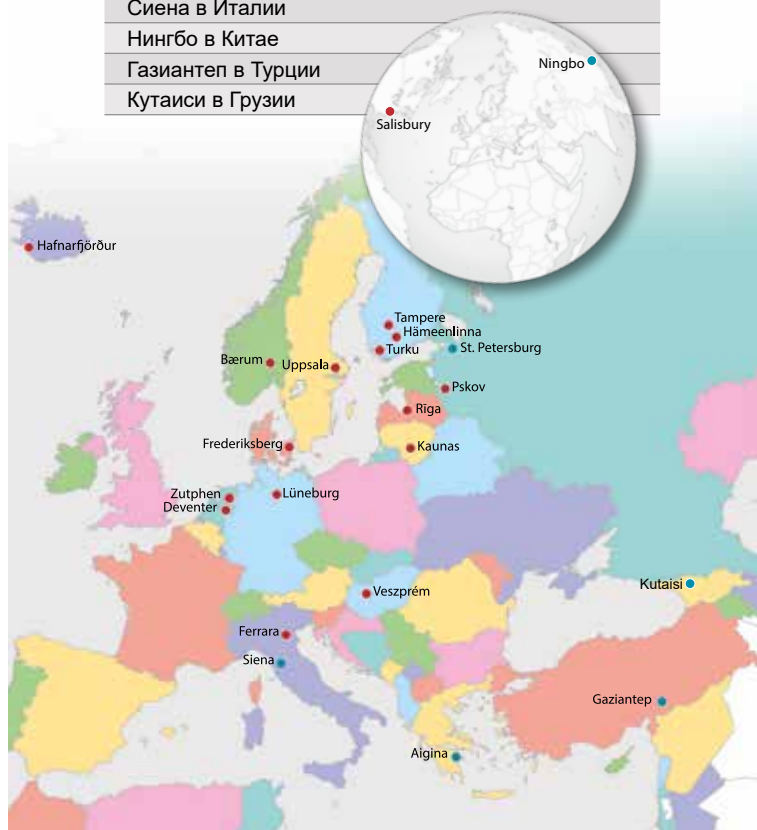 Сиена в Италии
Нингбо в Китае
Газиантеп в Турции
Кутаиси в Грузии
Ningbo
Salisbury
Hafnarfjörður
Tampere
Hämeenlinna
Turku
St. Petersburg
Bærum
Uppsala
Pskov
Rīga
Frederiksberg
Kaunas
Zutphen
Deventer
Lüneburg
Kutaisi
Veszprém
Ferrara
Siena
Gaziantep
Aigina